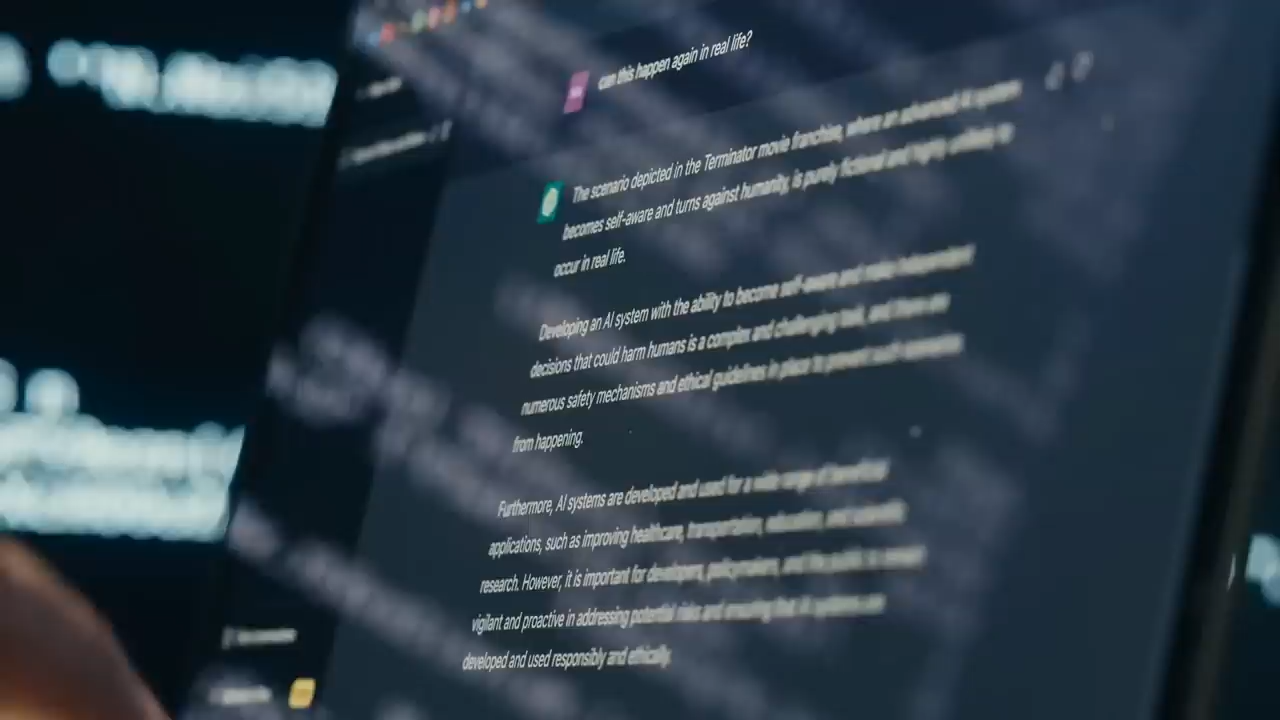 can this happen again in real life?
The scenario depicted in the Terminator movie franchise, where an advanced AI system
becomes self-aware and turns against humanity, is purely fictional and highly unlikely to
occur in real life.
Developing an AI system with the ability to become self-aware and make independent
decisions that could harm humans is a complex and challenging task, and there are
numerous safety mechanisms and ethical guidelines in place to prevent such scenarios
from happening.
Furthermore, AI systems are developed and used for a wide range of beneficial
applications, such as improving healthcare, transportation, education, and scientific
research. However, it is important for developers, policymakers, and the public to remain
vigilant and proactive in addressing potential risks and ensuring that AI systems are
developed and used responsibly and ethically.